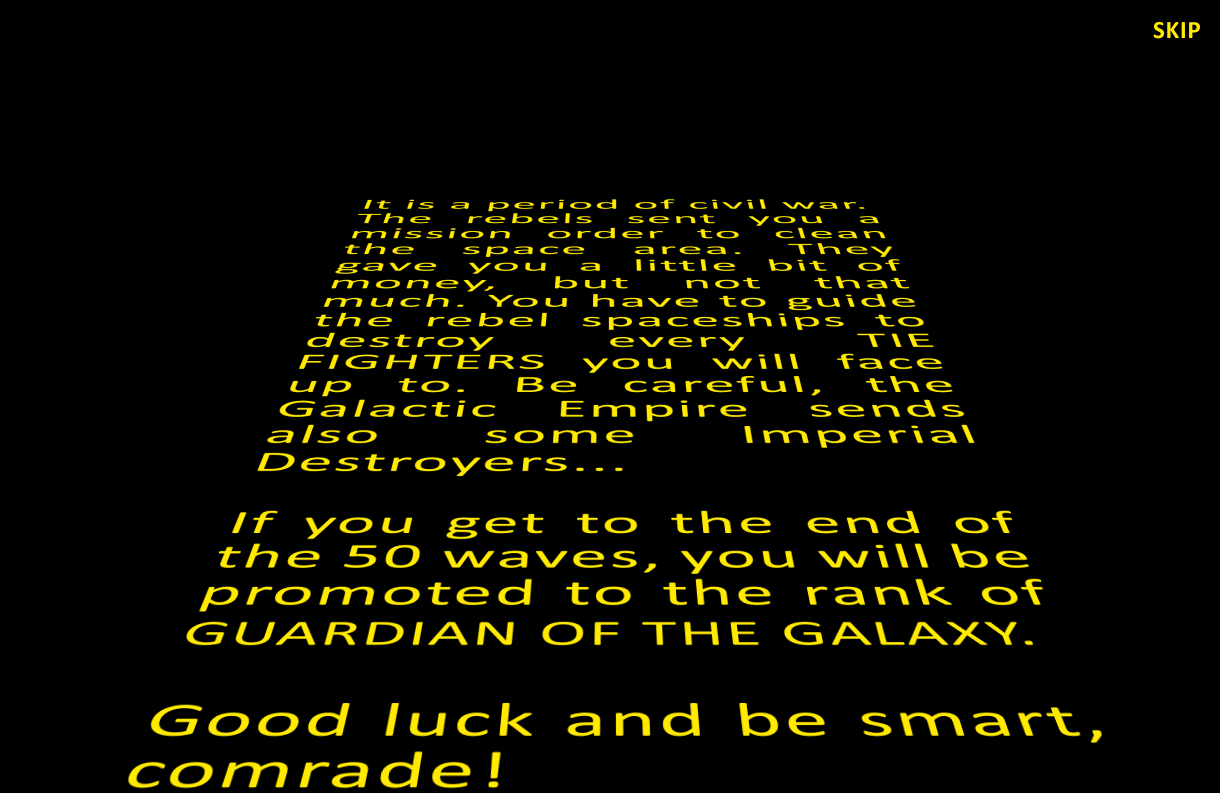 SKIP
It is a period of civil war.
The rebels sent you a
mission order to clean
the space area. They
gave you a little bit of
money, but not that
much. You have to guide
the rebel spaceships to
destroy every TIE
FIGHTERS you will face
up to. Be careful, the
Galactic Empire sends
also some Imperial
Destroyers...
If you get to the end of
the 50 waves, you will be
promoted to the rank of
GUARDIAN OF THE GALAXY.
Good luck and be smart,
comrade!